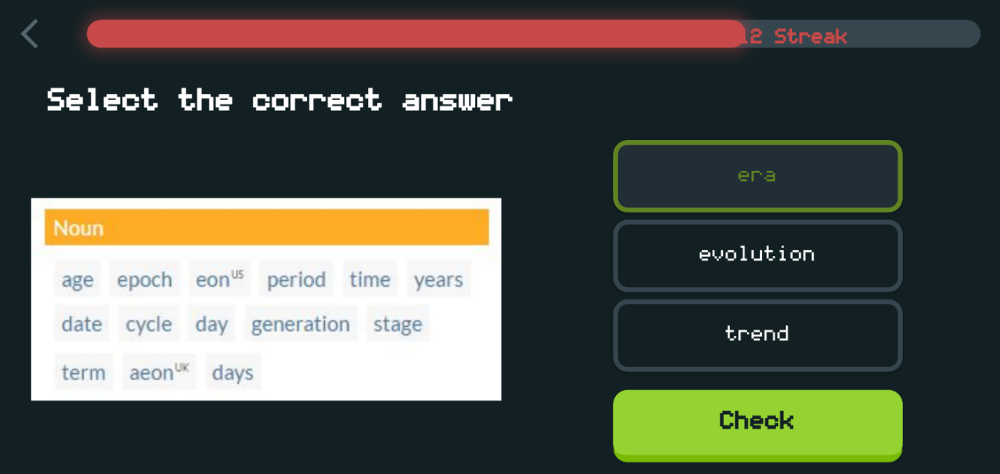 12 Streak
Select the correct answer
Noun
age epoch eonUS period time years
date cycle day generation stage
term aeonUK days
era
evolution
trend
Check